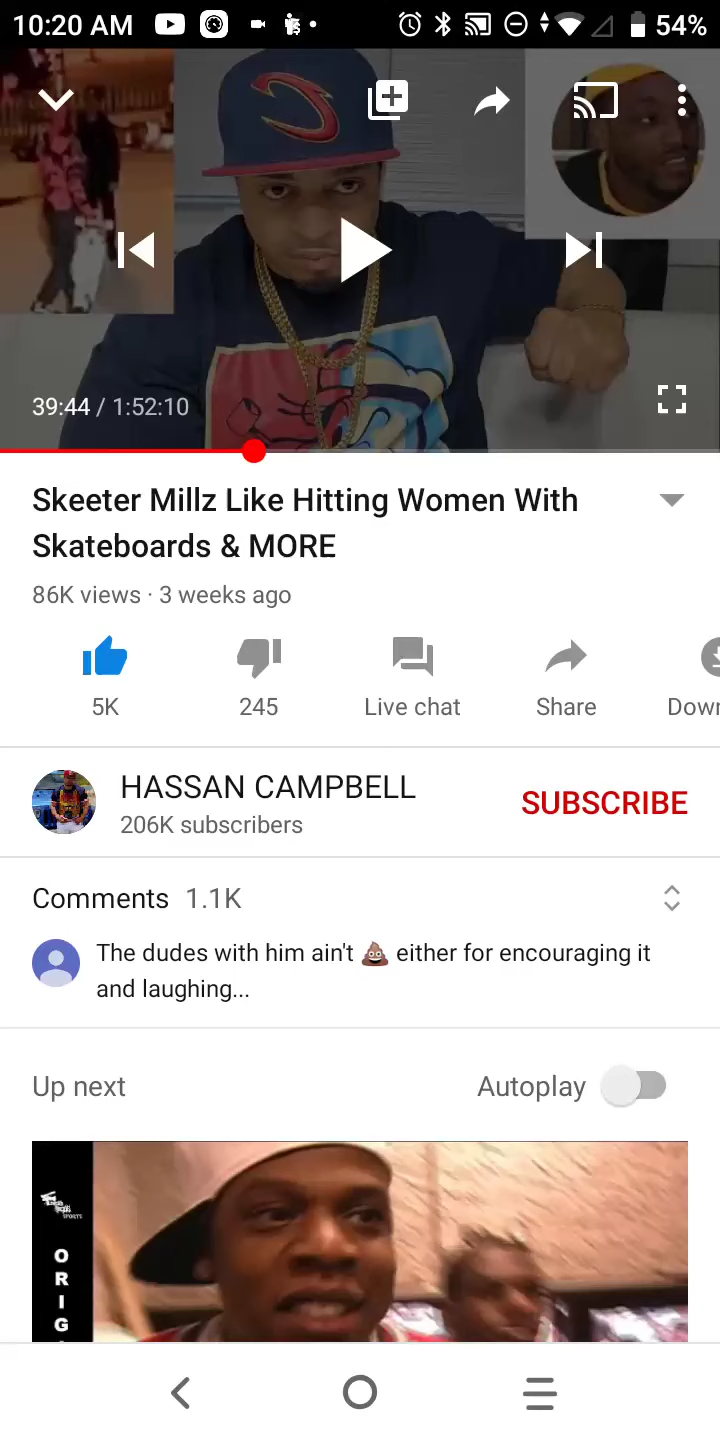 10:20 AM
54%
39:44 / 1:52:10
Skeeter Millz Like Hitting Women With
Skateboards & MORE
86K views · 3 weeks ago
5K
245
Live chat
Share
Down
HASSAN CAMPBELL
206K subscribers
SUBSCRIBE
Comments 1.1K
The dudes with him ain't 💩 either for encouraging it
and laughing...
Up next
Autoplay
SPORTS
O
R
I
G